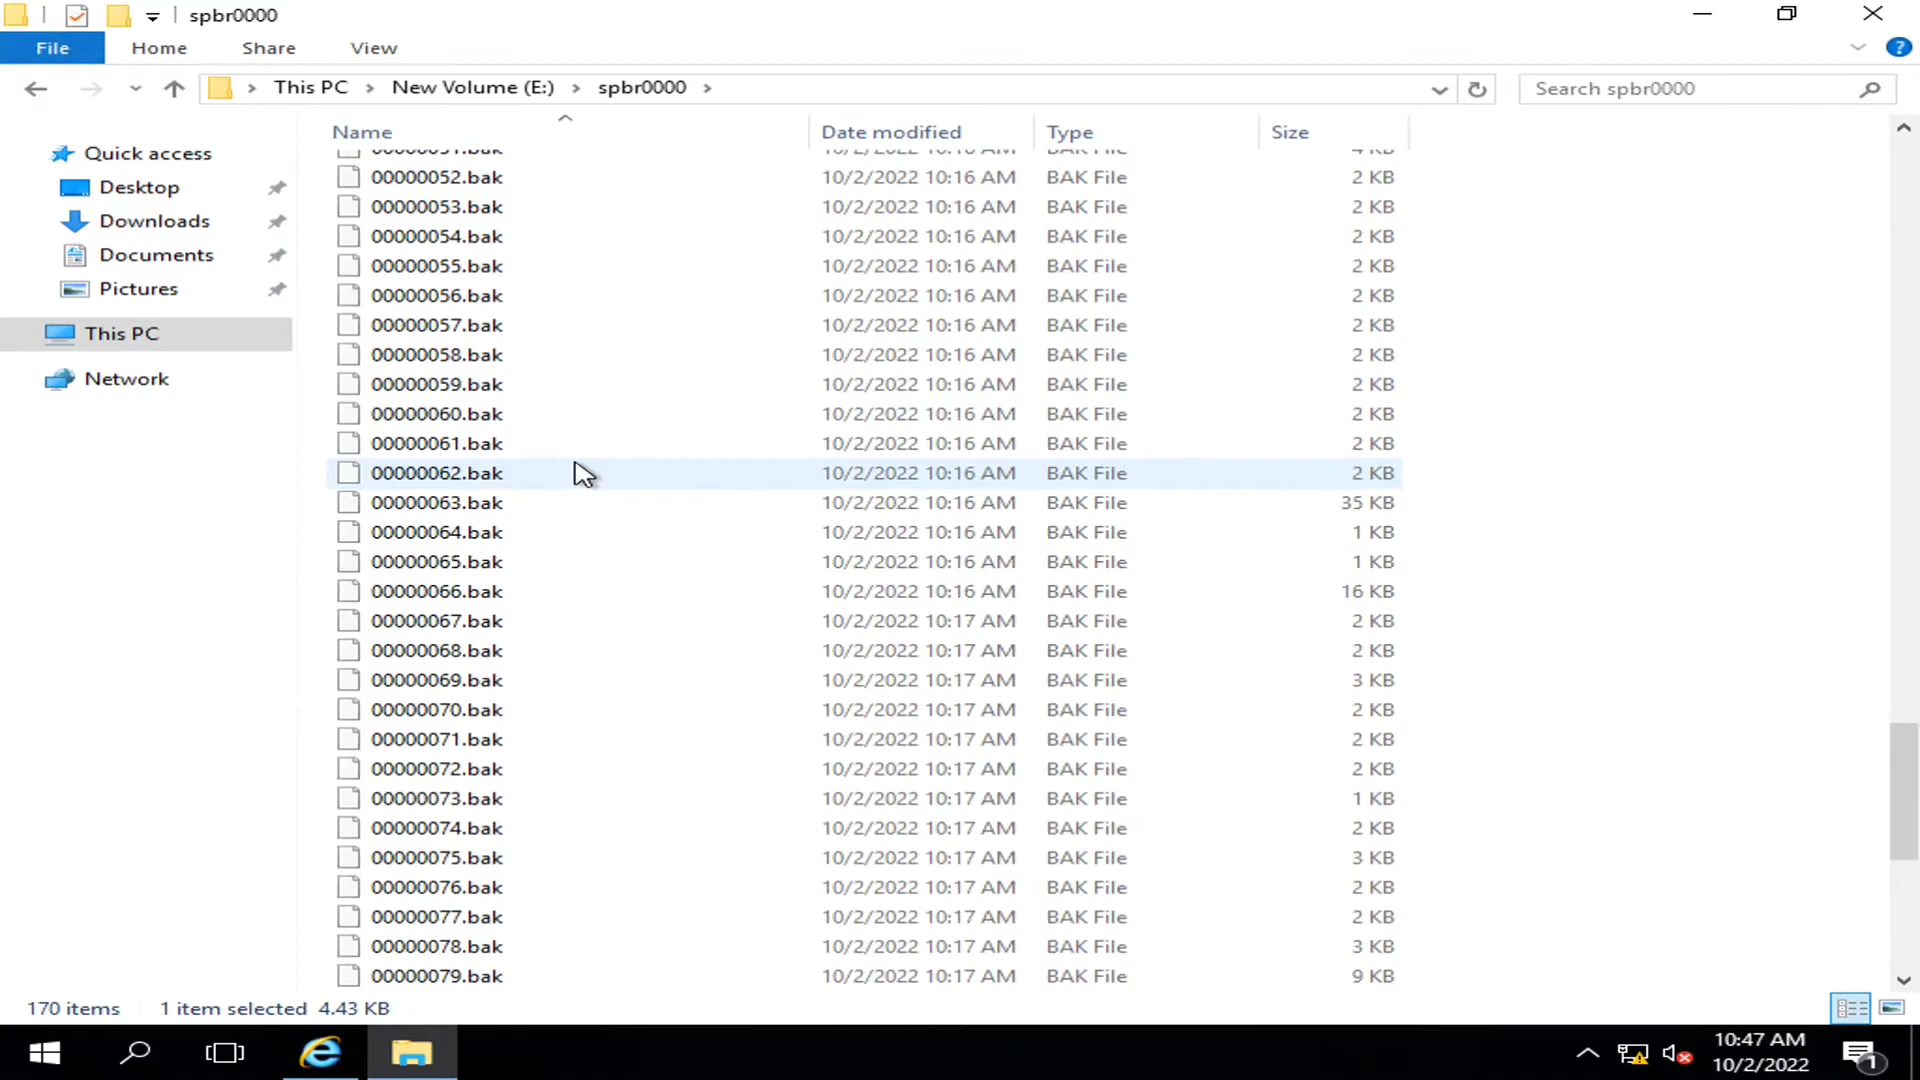 spbr0000
File Home Share View
This PC New Volume (E:) spbr0000 Search spbr0000
Name Date modified Type Size
Quick access
Desktop
Downloads
Documents
Pictures
This PC
Network
00000051.bak 10/2/2022 10:16 AM BAK File 4 KB
00000052.bak 10/2/2022 10:16 AM BAK File 2 KB
00000053.bak 10/2/2022 10:16 AM BAK File 2 KB
00000054.bak 10/2/2022 10:16 AM BAK File 2 KB
00000055.bak 10/2/2022 10:16 AM BAK File 2 KB
00000056.bak 10/2/2022 10:16 AM BAK File 2 KB
00000057.bak 10/2/2022 10:16 AM BAK File 2 KB
00000058.bak 10/2/2022 10:16 AM BAK File 2 KB
00000059.bak 10/2/2022 10:16 AM BAK File 2 KB
00000060.bak 10/2/2022 10:16 AM BAK File 2 KB
00000061.bak 10/2/2022 10:16 AM BAK File 2 KB
00000062.bak 10/2/2022 10:16 AM BAK File 2 KB
00000063.bak 10/2/2022 10:16 AM BAK File 35 KB
00000064.bak 10/2/2022 10:16 AM BAK File 1 KB
00000065.bak 10/2/2022 10:16 AM BAK File 1 KB
00000066.bak 10/2/2022 10:16 AM BAK File 16 KB
00000067.bak 10/2/2022 10:17 AM BAK File 2 KB
00000068.bak 10/2/2022 10:17 AM BAK File 2 KB
00000069.bak 10/2/2022 10:17 AM BAK File 3 KB
00000070.bak 10/2/2022 10:17 AM BAK File 2 KB
00000071.bak 10/2/2022 10:17 AM BAK File 2 KB
00000072.bak 10/2/2022 10:17 AM BAK File 2 KB
00000073.bak 10/2/2022 10:17 AM BAK File 1 KB
00000074.bak 10/2/2022 10:17 AM BAK File 2 KB
00000075.bak 10/2/2022 10:17 AM BAK File 3 KB
00000076.bak 10/2/2022 10:17 AM BAK File 2 KB
00000077.bak 10/2/2022 10:17 AM BAK File 2 KB
00000078.bak 10/2/2022 10:17 AM BAK File 3 KB
00000079.bak 10/2/2022 10:17 AM BAK File 9 KB
170 items 1 item selected 4.43 KB
10:47 AM
10/2/2022
1